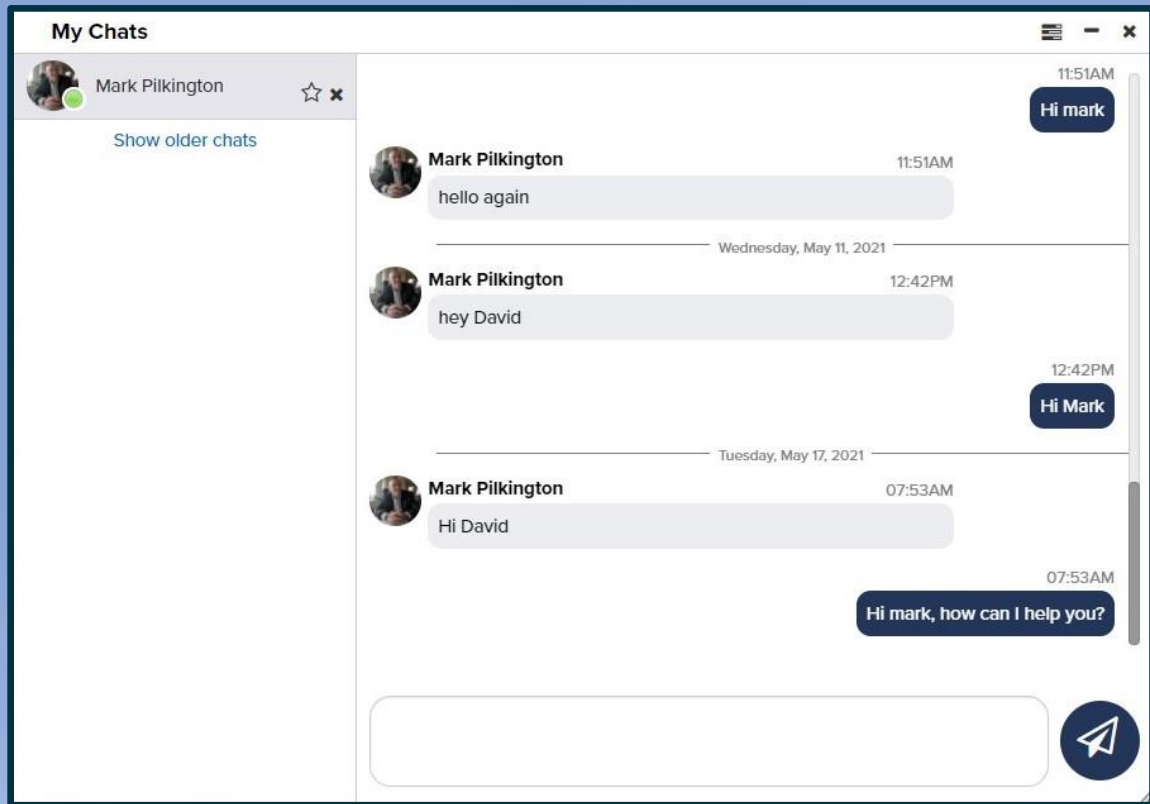 My Chats
Mark Pilkington
Show older chats
11:51AM
Hi mark
Mark Pilkington 11:51AM
hello again
Wednesday, May 11, 2021
Mark Pilkington 12:42PM
hey David
12:42PM
Hi Mark
Tuesday, May 17, 2021
Mark Pilkington 07:53AM
Hi David
07:53AM
Hi mark, how can I help you?